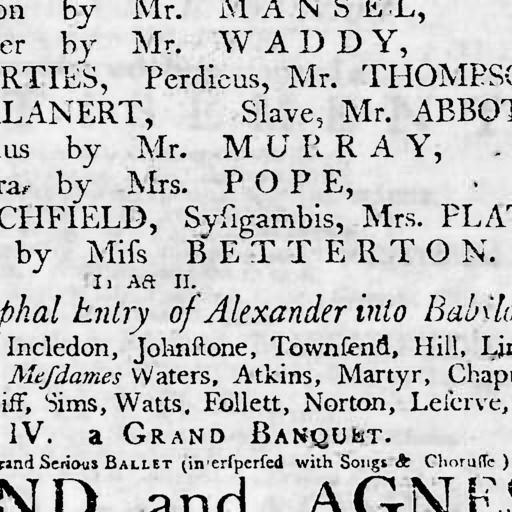 on by Mr. MANSEL,
er by Mr. WADDY,
RTIES, Perdicus, Mr. THOMPSO
LANERT, Slave, Mr. ABBOT
us by Mr. MURRAY,
ra, by Mrs. POPE,
CHFIELD, Syſigambis, Mrs. PLAT
by Miſs BETTERTON.
In Act II.
phal Entry of Alexander into Babilo
Incledon, Johnſtone, Townſend, Hill, Lin
Meſdames Waters, Atkins, Martyr, Chap
iff, Sims, Watts, Follett, Norton, Leſerve,
IV. a GRAND BANQUET.
rand Serious BALLET (interſperſed with Songs & Choruſſe)
ND and AGNES